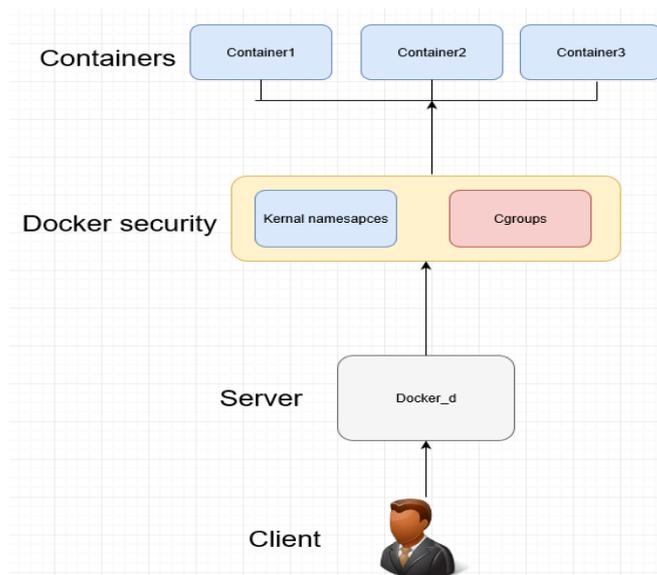 Containers
Container1
Container2
Container3
Docker security
Kernal namesapces
Cgroups
Server
Docker_d
Client